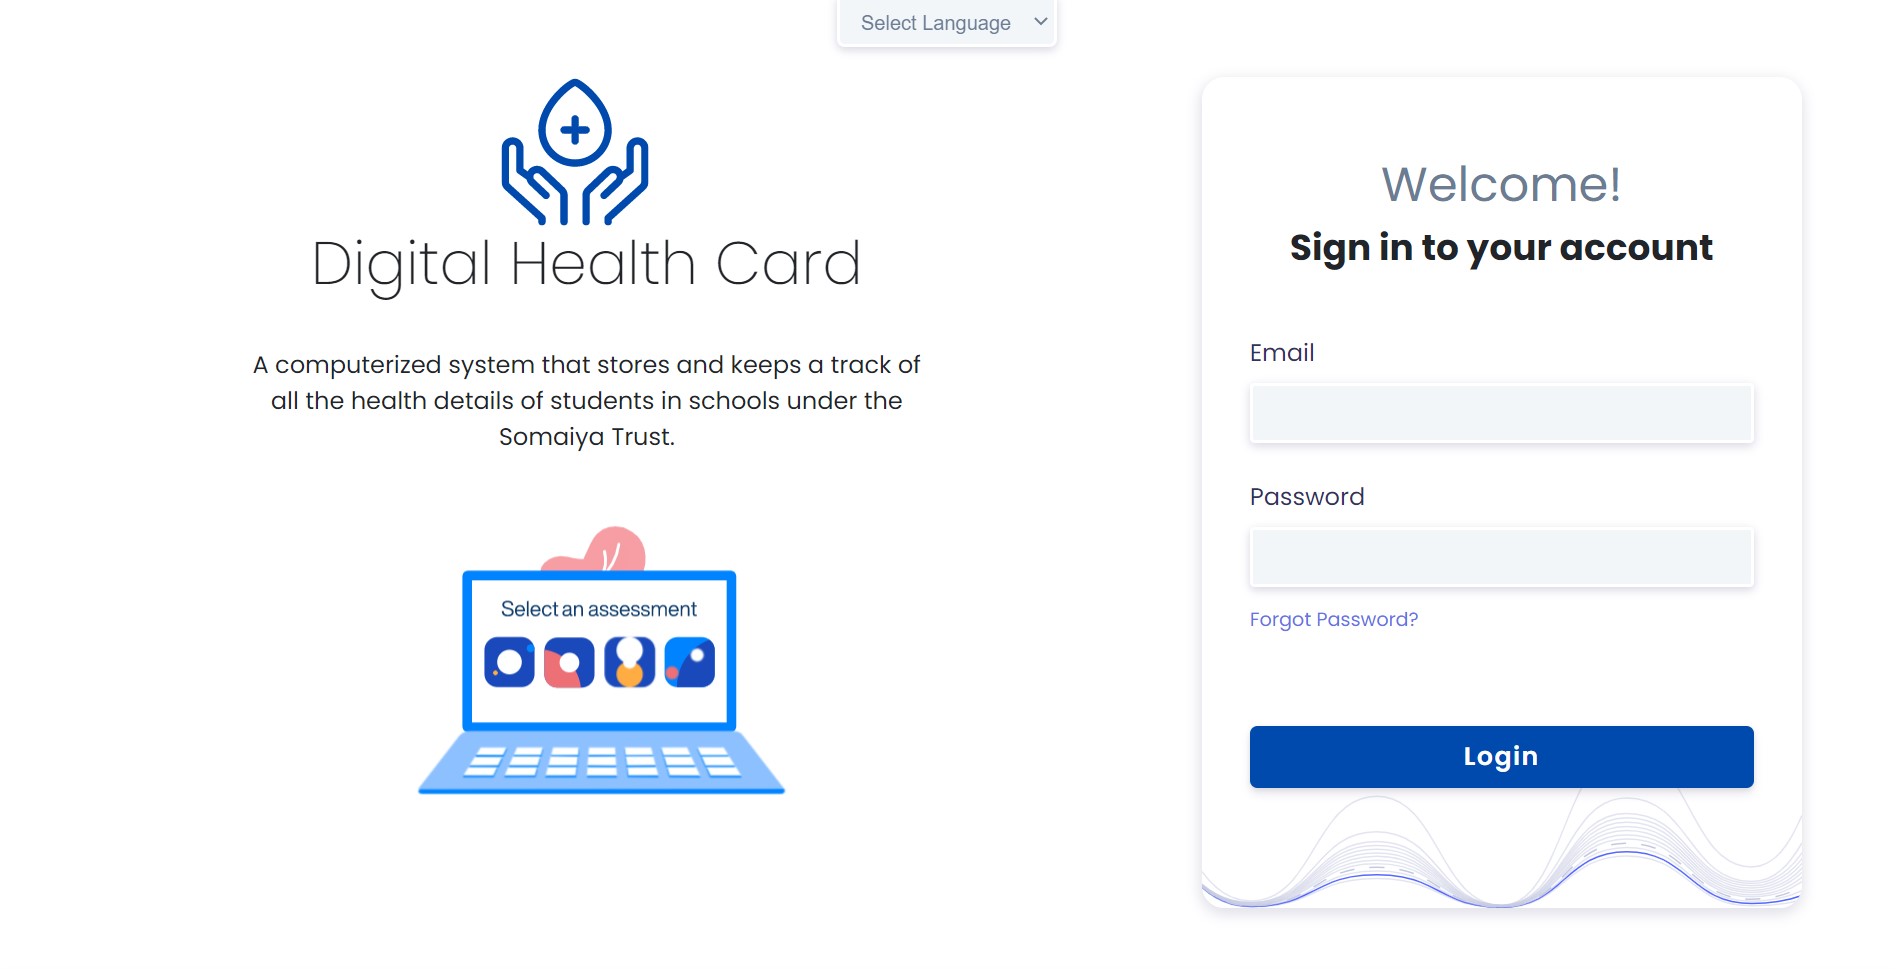 Select Language
Digital Health Card
A computerized system that stores and keeps a track of
all the health details of students in schools under the
Somaiya Trust.
Select an assessment
Welcome!
Sign in to your account
Email
Password
Forgot Password?
Login